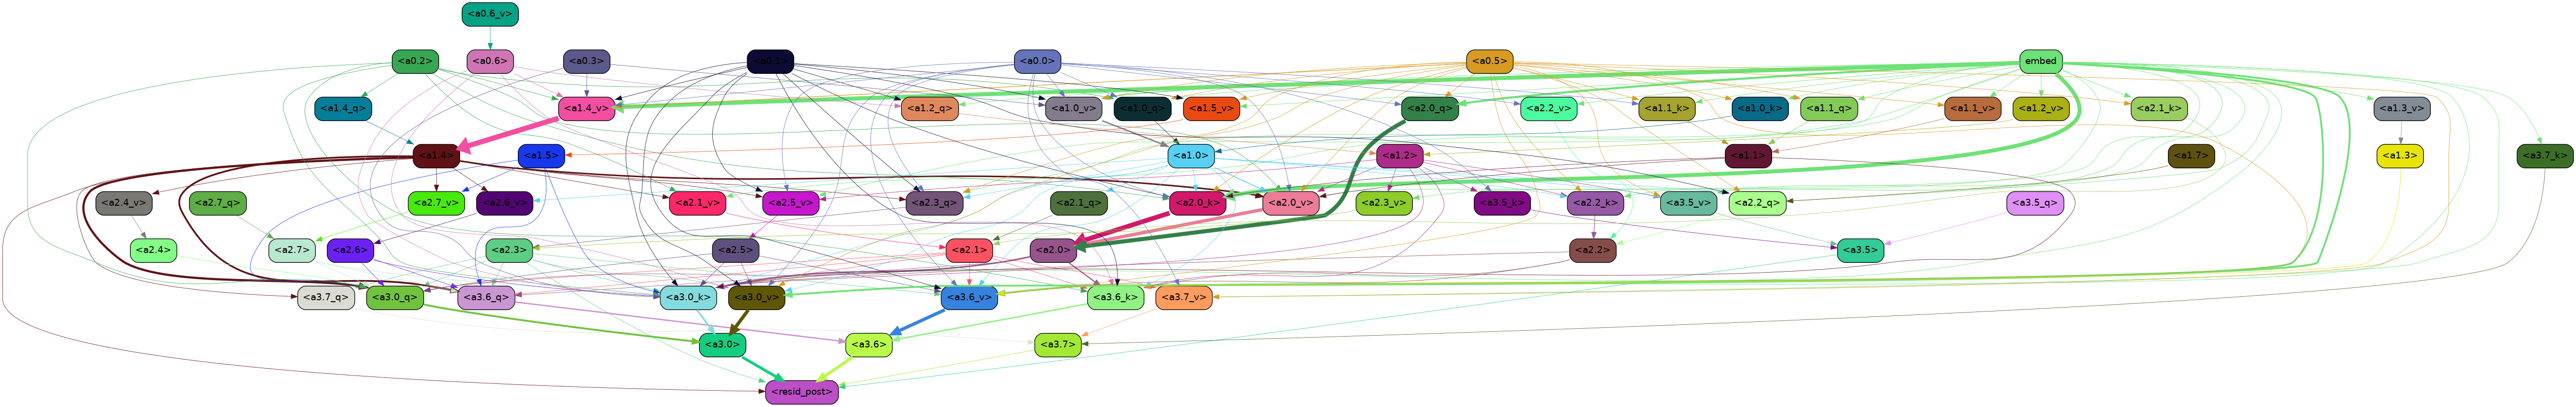 <a0.6_v>
<a0.2> <a0.6> <a0.3> <a0.1> <a0.0> <a0.5> embed
<a1.4_q> <a1.4_v> <a1.2_q> <a1.0_v> <a1.0_q> <a1.5_v> <a2.0_q> <a2.2_v> <a1.1_k> <a1.0_k> <a1.1_q> <a1.1_v> <a1.2_v> <a2.1_k> <a1.3_v>
<a1.4> <a1.5> <a1.0> <a1.2> <a1.1> <a1.7> <a1.3> <a3.7_k>
<a2.4_v> <a2.7_q> <a2.7_v> <a2.6_v> <a2.1_v> <a2.5_v> <a2.3_q> <a2.1_q> <a2.0_k> <a2.0_v> <a2.3_v> <a3.5_k> <a2.2_k> <a3.5_v> <a2.2_q> <a3.5_q>
<a2.4> <a2.7> <a2.6> <a2.3> <a2.5> <a2.1> <a2.0> <a2.2> <a3.5>
<a3.7_q> <a3.0_q> <a3.6_q> <a3.0_k> <a3.0_v> <a3.6_v> <a3.6_k> <a3.7_v>
<a3.0> <a3.6> <a3.7>
<resid_post>